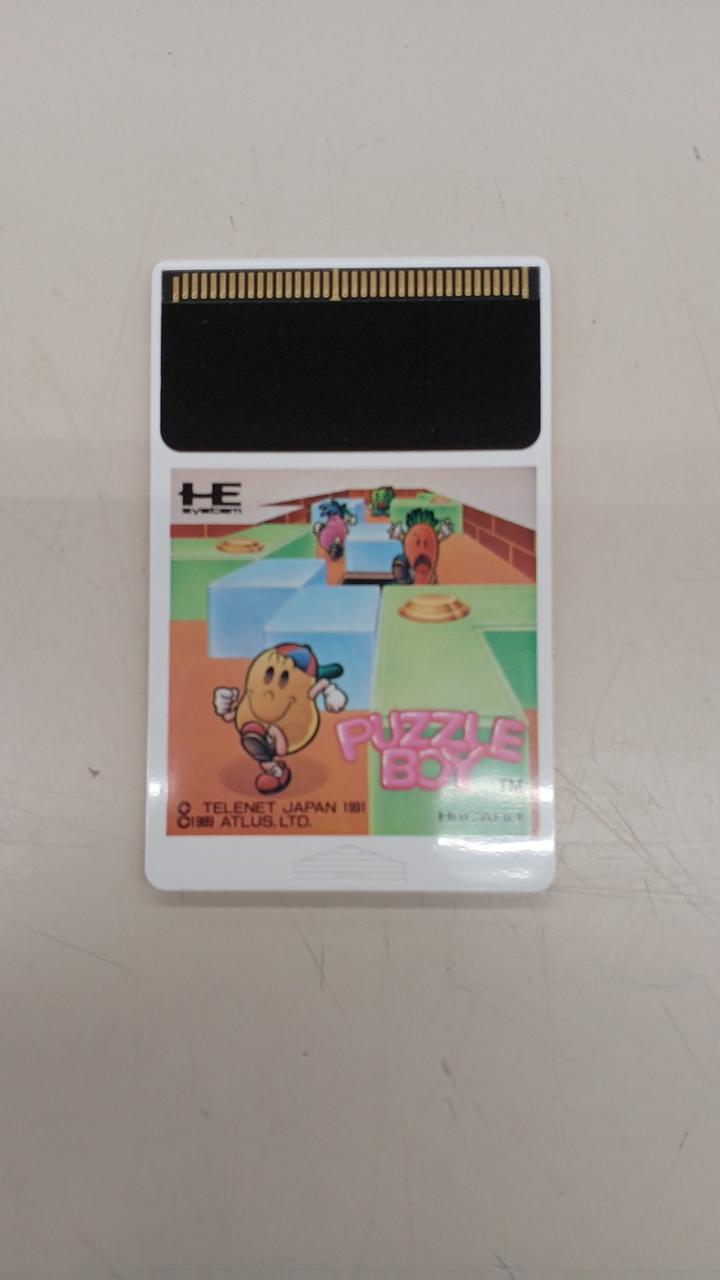 HE
system
PUZZLE
BOY
TM
© TELENET JAPAN 1991
©1989 ATLUS, LTD.
HuCARD